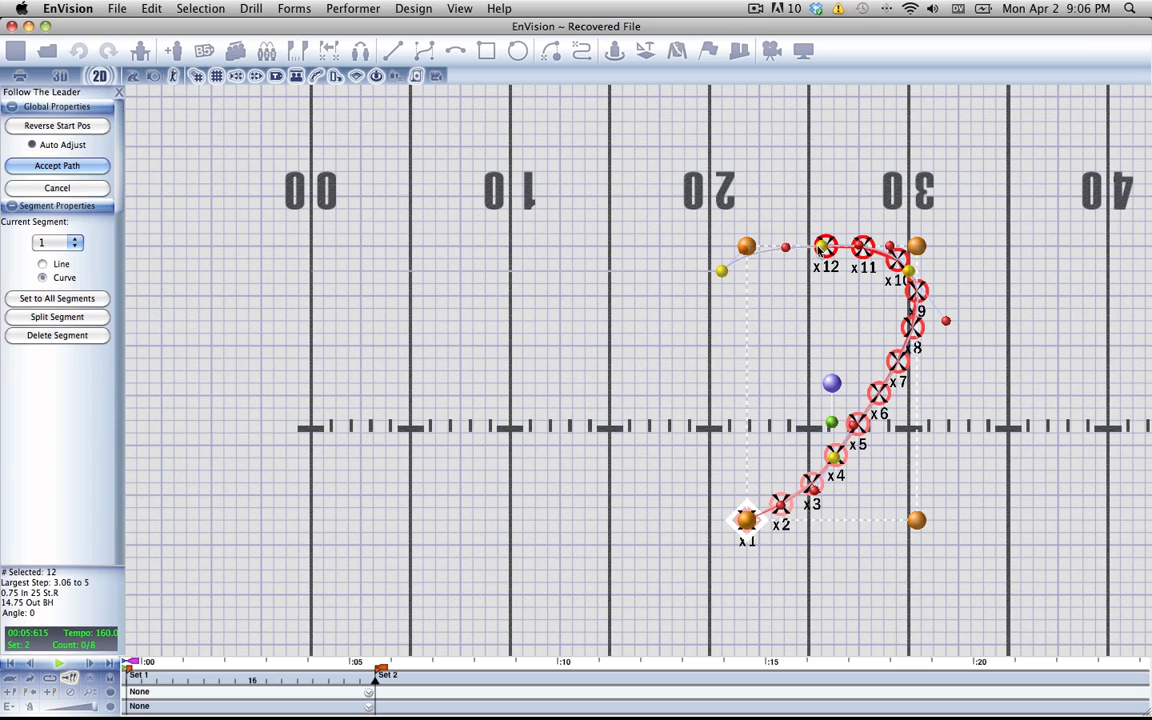 EnVision File Edit Selection Drill Forms Performer Design View Help 10 DV Mon Apr 2 9:06 PM
EnVision ~ Recovered File
B5
3D 2D
Follow The Leader
Global Properties
Reverse Start Pos
Auto Adjust
Accept Path
Cancel
Segment Properties
Current Segment:
1
Line
Curve
Set to All Segments
Split Segment
Delete Segment
00 10 20 30 40
x12 x11 x10
x9
x8
x7
x6
x5
x4
x3
x2
x1
# Selected: 12
Largest Step: 3.06 to 5
0.75 In 25 St.R
14.75 Out BH
Angle: 0
00:05:615 Tempo: 160.0
Set: 2 Count: 0/8
:00 :05 :10 :15 :20
Set 1 16 Set 2
None
None